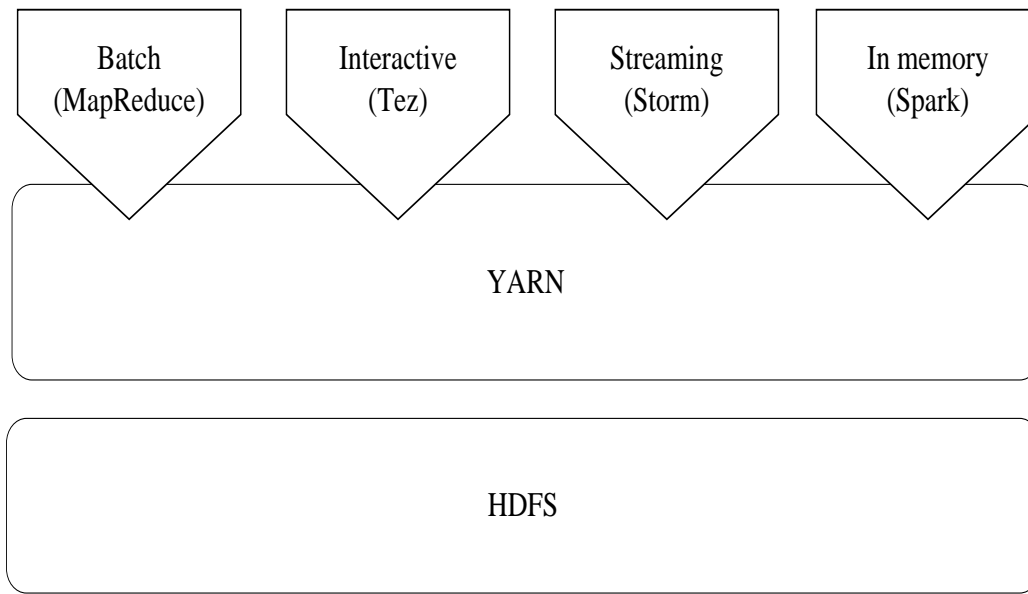 Batch
(MapReduce)
Interactive
(Tez)
Streaming
(Storm)
In memory
(Spark)
YARN
HDFS